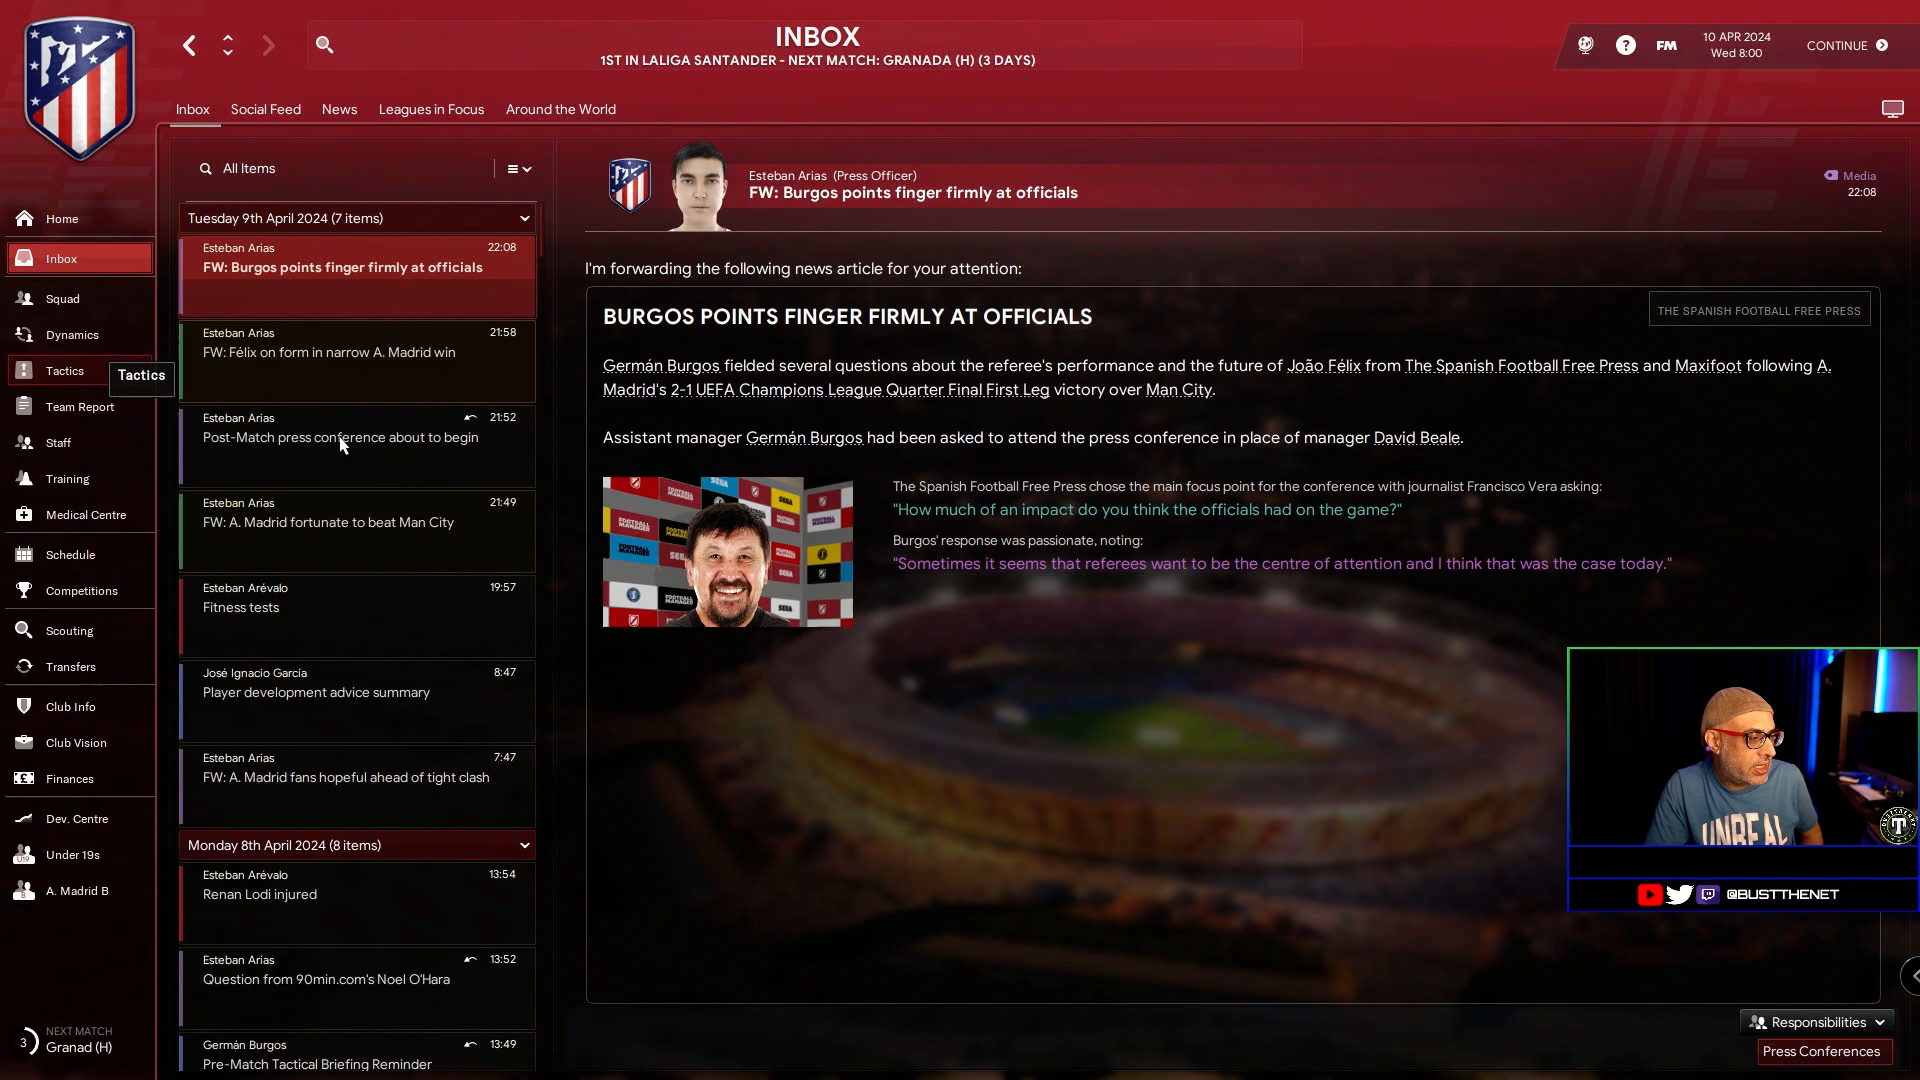 INBOX
1ST IN LALIGA SANTANDER - NEXT MATCH: GRANADA (H) (3 DAYS)
?
FM
10 APR 2024
Wed 8:00
CONTINUE
Inbox
Social Feed
News
Leagues in Focus
Around the World
Home
Inbox
Squad
Dynamics
Tactics
Tactics
Team Report
Staff
Training
Medical Centre
Schedule
Competitions
Scouting
Transfers
Club Info
Club Vision
Finances
Dev. Centre
U19
Under 19s
B
A. Madrid B
3
NEXT MATCH
Granad (H)
All Items
Tuesday 9th April 2024 (7 items)
Esteban Arias 22:08
FW: Burgos points finger firmly at officials
Esteban Arias 21:58
FW: Félix on form in narrow A. Madrid win
Esteban Arias 21:52
Post-Match press conference about to begin
Esteban Arias 21:49
FW: A. Madrid fortunate to beat Man City
Esteban Arévalo 19:57
Fitness tests
José Ignacio García 8:47
Player development advice summary
Esteban Arias 7:47
FW: A. Madrid fans hopeful ahead of tight clash
Monday 8th April 2024 (8 items)
Esteban Arévalo 13:54
Renan Lodi injured
Esteban Arias 13:52
Question from 90min.com's Noel O'Hara
Germán Burgos 13:49
Pre-Match Tactical Briefing Reminder
Esteban Arias (Press Officer)
FW: Burgos points finger firmly at officials
Media
22:08
I'm forwarding the following news article for your attention:
BURGOS POINTS FINGER FIRMLY AT OFFICIALS
THE SPANISH FOOTBALL FREE PRESS
Germán Burgos fielded several questions about the referee's performance and the future of João Félix from The Spanish Football Free Press and Maxifoot following A.
Madrid's 2-1 UEFA Champions League Quarter Final First Leg victory over Man City.
Assistant manager Germán Burgos had been asked to attend the press conference in place of manager David Beale.
The Spanish Football Free Press chose the main focus point for the conference with journalist Francisco Vera asking:
"How much of an impact do you think the officials had on the game?"
Burgos' response was passionate, noting:
"Sometimes it seems that referees want to be the centre of attention and I think that was the case today."
SEGA
FOOTBALL MANAGER
UNREAL
T
@BUSTTHENET
Responsibilities
Press Conferences